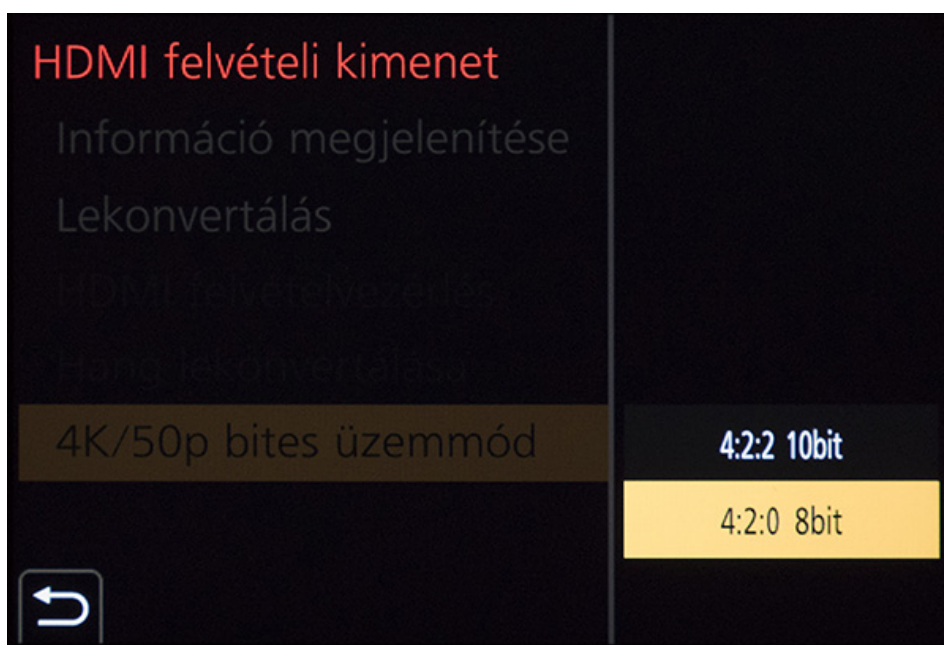 HDMI felvételi kimenet
Információ megjelenítése
Lekonvertálás
HDMI felvételvezérlés
Hang lekonvertálása
4K/50p bites üzemmód
4:2:2 10bit
4:2:0 8bit